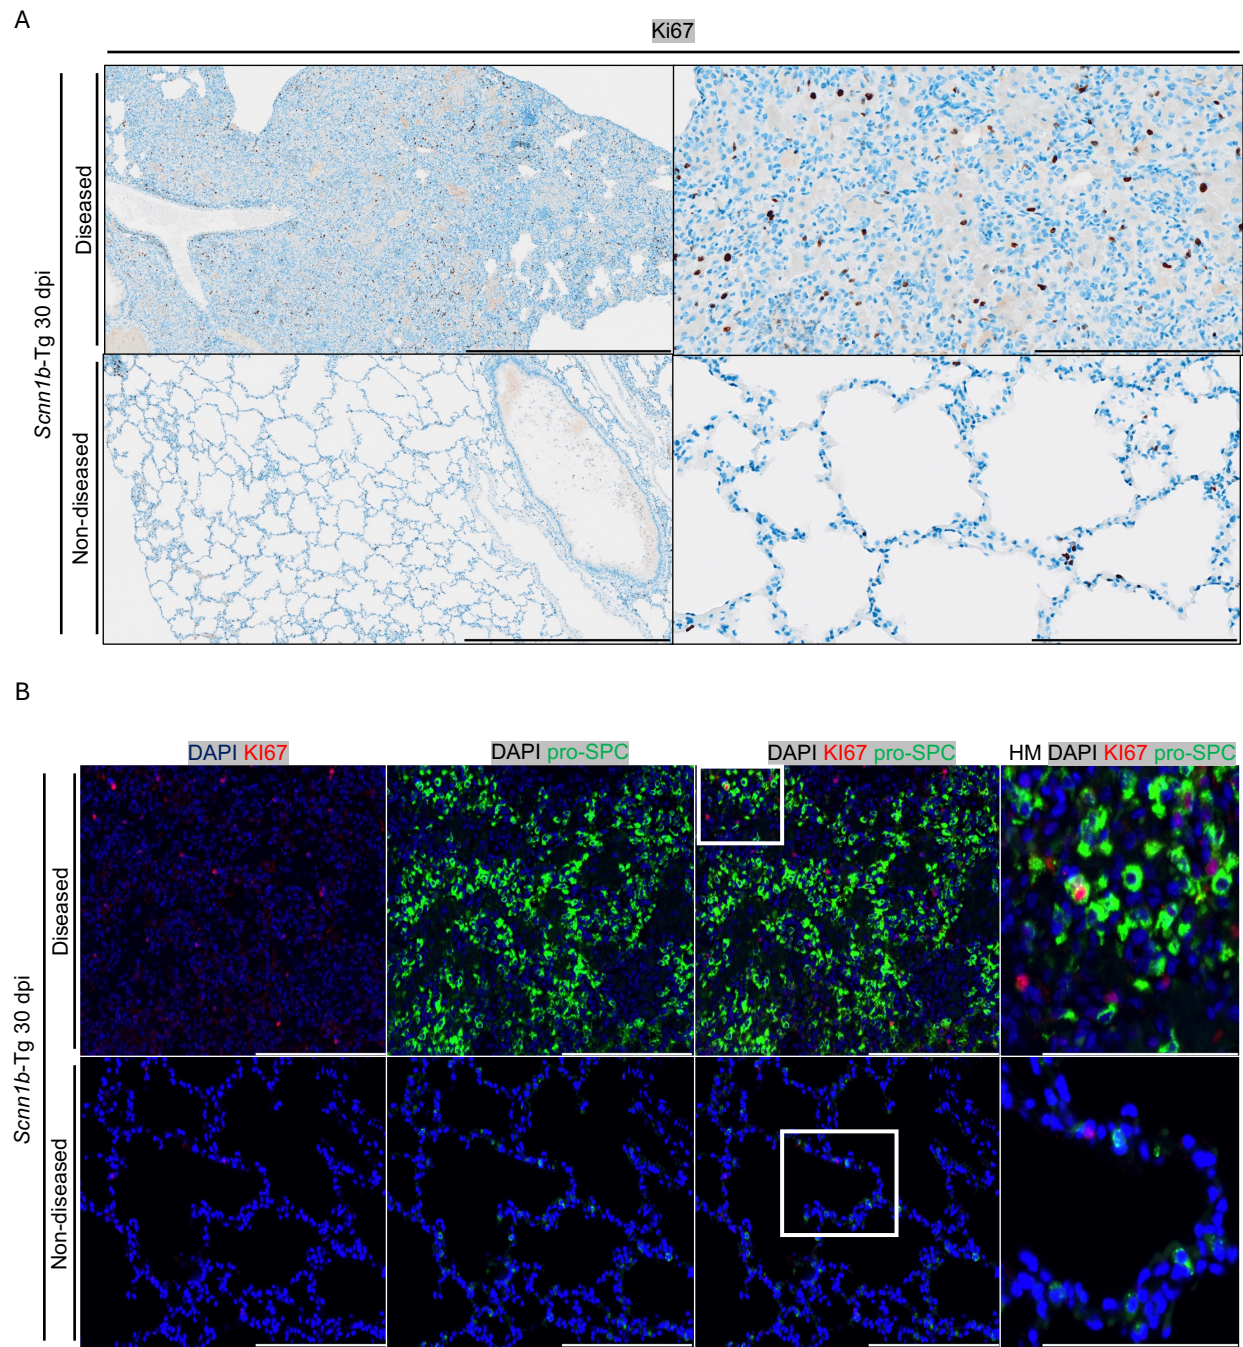 A
Ki67
Scnn1b-Tg 30 dpi
Diseased
Non-diseased
B
DAPI KI67
DAPI pro-SPC
DAPI KI67 pro-SPC
HM DAPI KI67 pro-SPC
Scnn1b-Tg 30 dpi
Diseased
Non-diseased